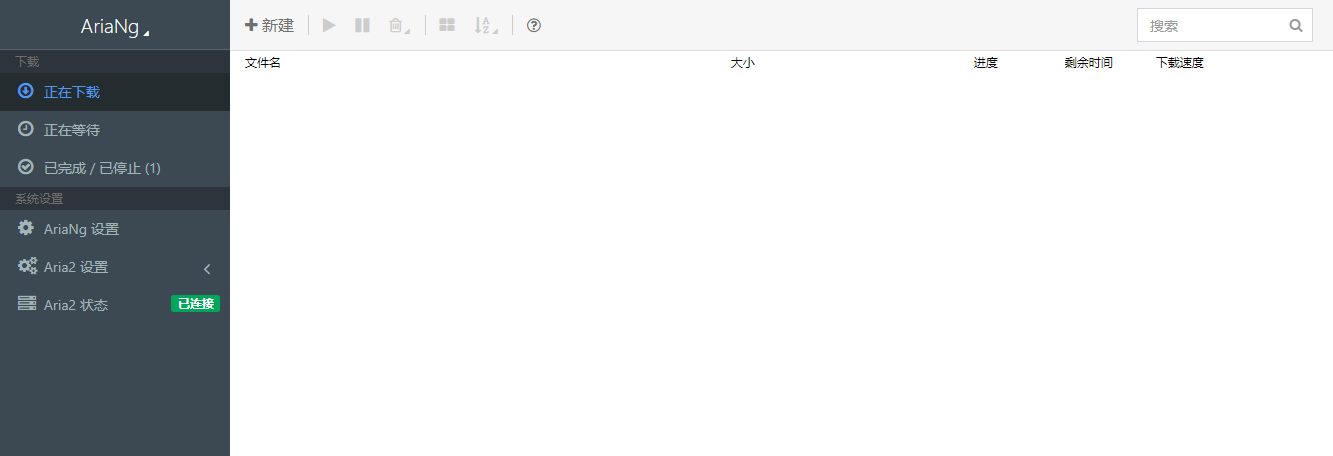 AriaNg
下载
正在下载
正在等待
已完成 / 已停止 (1)
系统设置
AriaNg 设置
Aria2 设置
Aria2 状态 已连接
新建
搜索
文件名 大小 进度 剩余时间 下载速度